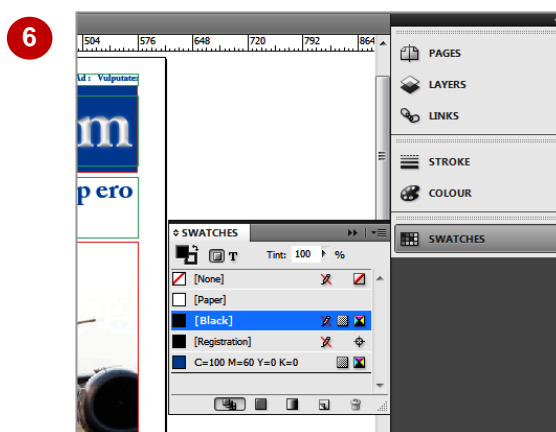 6
504 576 648 720 792 864
Ad : Vulputate
m
p ero
PAGES
LAYERS
LINKS
STROKE
COLOUR
SWATCHES
SWATCHES
T Tint: 100 %
[None]
[Paper]
[Black]
[Registration]
C=100 M=60 Y=0 K=0